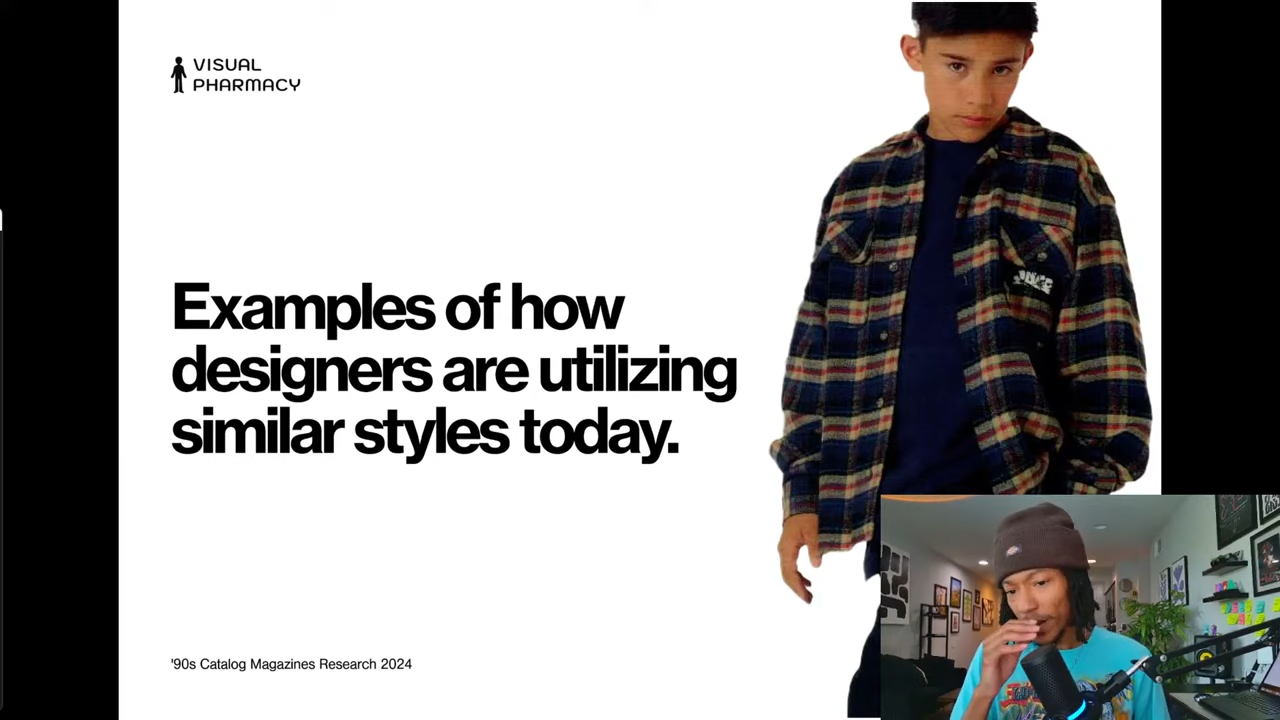 VISUAL
PHARMACY
Examples of how
designers are utilizing
similar styles today.
'90s Catalog Magazines Research 2024